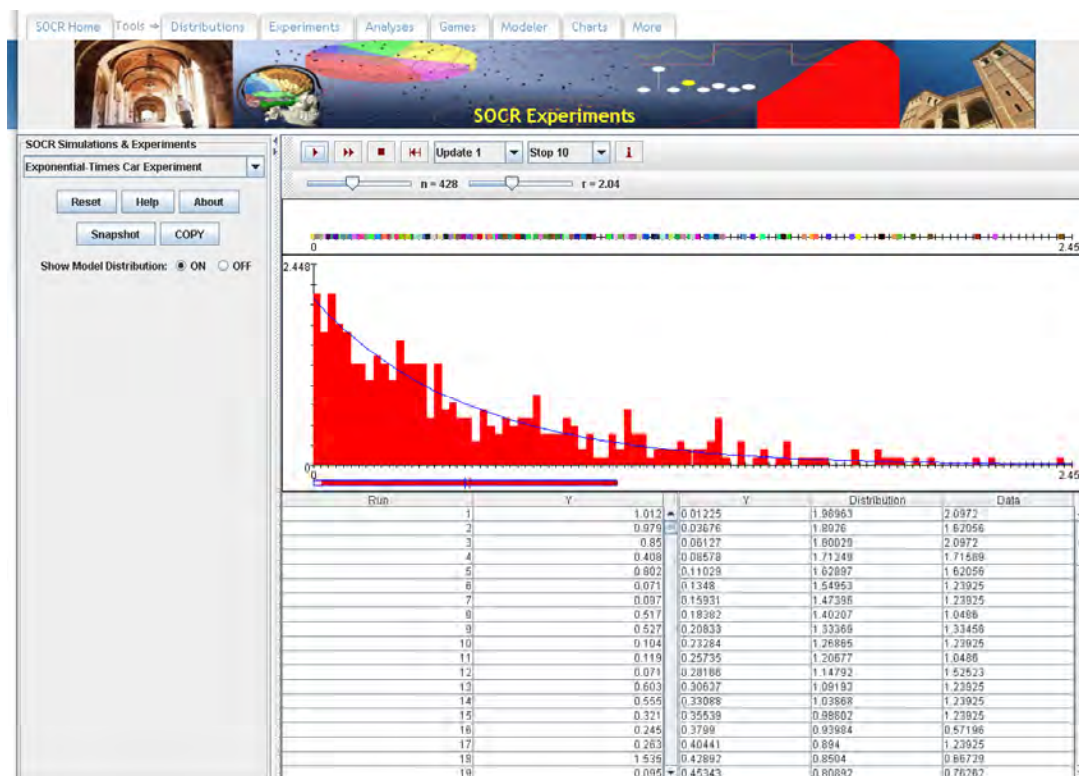 SOCR Home Tools ⇒ Distributions Experiments Analyses Games Modeler Charts More
SOCR Experiments
SOCR Simulations & Experiments
Exponential-Times Car Experiment
Reset Help About
Snapshot COPY
Show Model Distribution: ON OFF
Update 1 Stop 10 i
n = 428 r = 2.04
0 2.45
2.448
0
0 2.45
Run Y Y Distribution Data
1 1.012 0.01225 1.98963 2.0972
2 0.979 0.03676 1.8926 1.62056
3 0.85 0.06127 1.80029 2.0972
4 0.408 0.08578 1.71249 1.71589
5 0.802 0.11029 1.62897 1.62056
6 0.071 0.1348 1.54953 1.23925
7 0.097 0.15931 1.47396 1.23925
8 0.517 0.18382 1.40207 1.0486
9 0.527 0.20833 1.33369 1.33456
10 0.104 0.23284 1.26865 1.23925
11 0.119 0.25735 1.20677 1.0486
12 0.071 0.28186 1.14792 1.52523
13 0.603 0.30637 1.09193 1.23925
14 0.555 0.33088 1.03868 1.23925
15 0.321 0.35539 0.98802 1.23925
16 0.245 0.3799 0.93984 0.57196
17 0.263 0.40441 0.894 1.23925
18 1.536 0.42892 0.8504 0.66729
19 0.095 0.45343 0.80892 0.76262